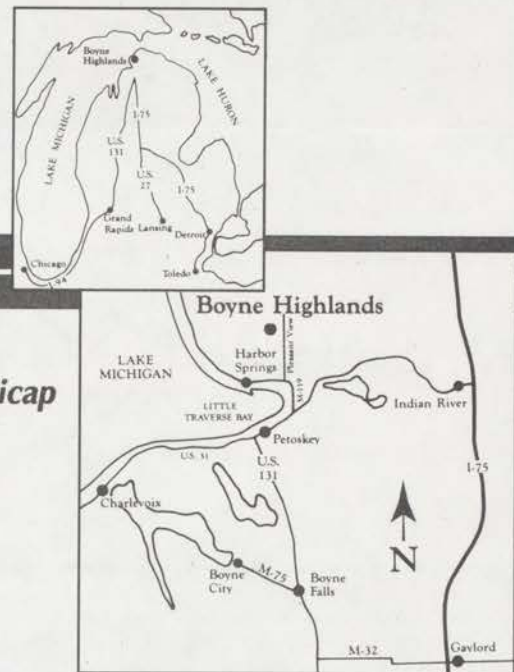 Boyne
Highlands
LAKE HURON
LAKE MICHIGAN
I-75
U.S.
131
U.S.
27
I-75
Grand
Rapids
Lansing
Detroit
Chicago
Toledo
I-94
icap
Boyne Highlands
Pleasant View
LAKE
MICHIGAN
Harbor
Springs
M-119
Indian River
LITTLE
TRAVERSE BAY
Petoskey
U.S. 31
U.S.
131
I-75
Charlevoix
N
Boyne
City
M-75
Boyne
Falls
M-32
Gaylord